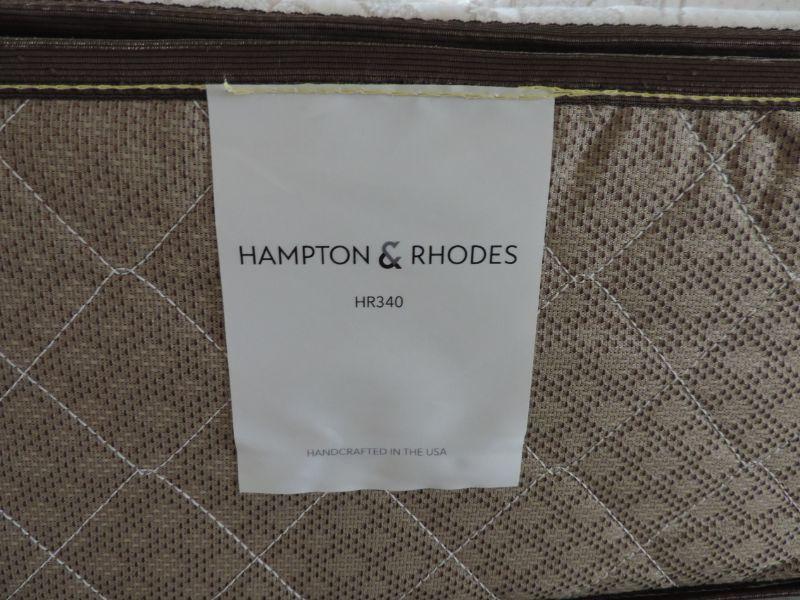 HAMPTON & RHODES
HR340
HANDCRAFTED IN THE USA